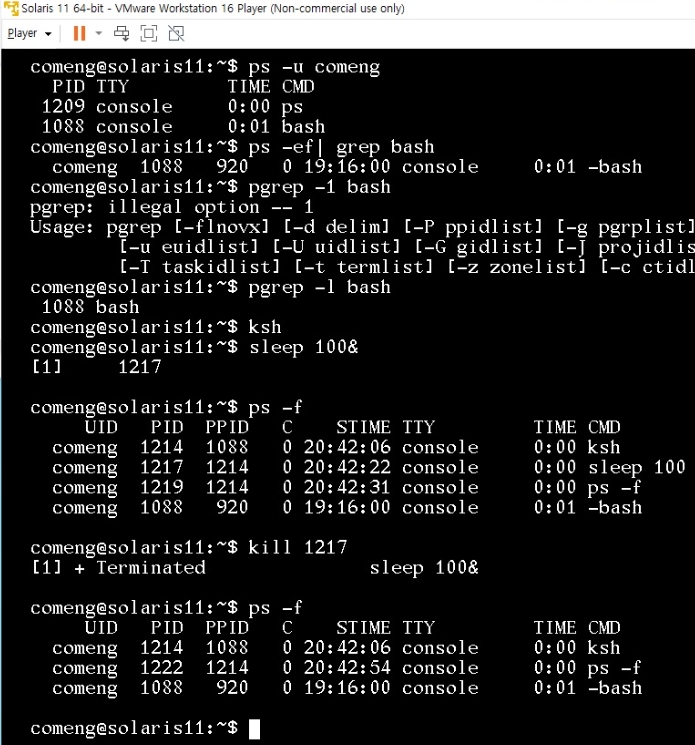 Solaris 11 64-bit - VMware Workstation 16 Player (Non-commercial use only)
Player
comeng@solaris11:~$ ps -u comeng
  PID TTY         TIME CMD
 1209 console     0:00 ps
 1088 console     0:01 bash
comeng@solaris11:~$ ps -ef| grep bash
  comeng  1088   920   0 19:16:00 console     0:01 -bash
comeng@solaris11:~$ pgrep -1 bash
pgrep: illegal option -- 1
Usage: pgrep [-flnovx] [-d delim] [-P ppidlist] [-g pgrplist]
        [-u euidlist] [-U uidlist] [-G gidlist] [-J projidlis
        [-T taskidlist] [-t termlist] [-z zonelist] [-c ctidl
comeng@solaris11:~$ pgrep -l bash
 1088 bash
comeng@solaris11:~$ ksh
comeng@solaris11:~$ sleep 100&
[1]     1217
comeng@solaris11:~$ ps -f
     UID   PID  PPID   C    STIME TTY         TIME CMD
  comeng  1214  1088   0 20:42:06 console     0:00 ksh
  comeng  1217  1214   0 20:42:22 console     0:00 sleep 100
  comeng  1219  1214   0 20:42:31 console     0:00 ps -f
  comeng  1088   920   0 19:16:00 console     0:01 -bash
comeng@solaris11:~$ kill 1217
[1] + Terminated               sleep 100&
comeng@solaris11:~$ ps -f
     UID   PID  PPID   C    STIME TTY         TIME CMD
  comeng  1214  1088   0 20:42:06 console     0:00 ksh
  comeng  1222  1214   0 20:42:54 console     0:00 ps -f
  comeng  1088   920   0 19:16:00 console     0:01 -bash
comeng@solaris11:~$